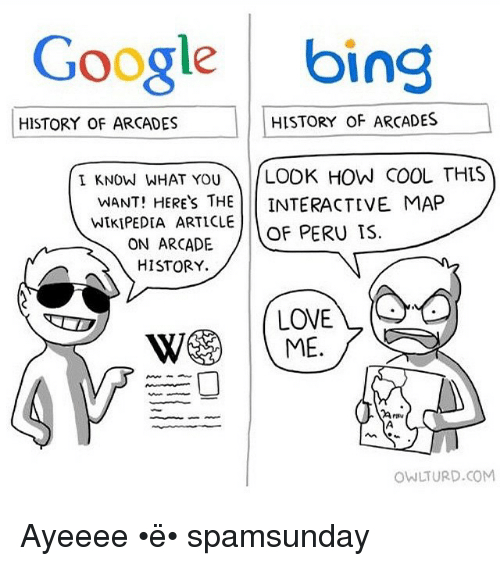 Google
HISTORY OF ARCADES
I KNOW WHAT YOU
WANT! HERE'S THE
WIKIPEDIA ARTICLE
ON ARCADE
HISTORY.
W
bing
HISTORY OF ARCADES
LOOK HOW COOL THIS
INTERACTIVE MAP
OF PERU IS.
LOVE
ME.
OWLTURD.COM
Ayeeee •ë• spamsunday